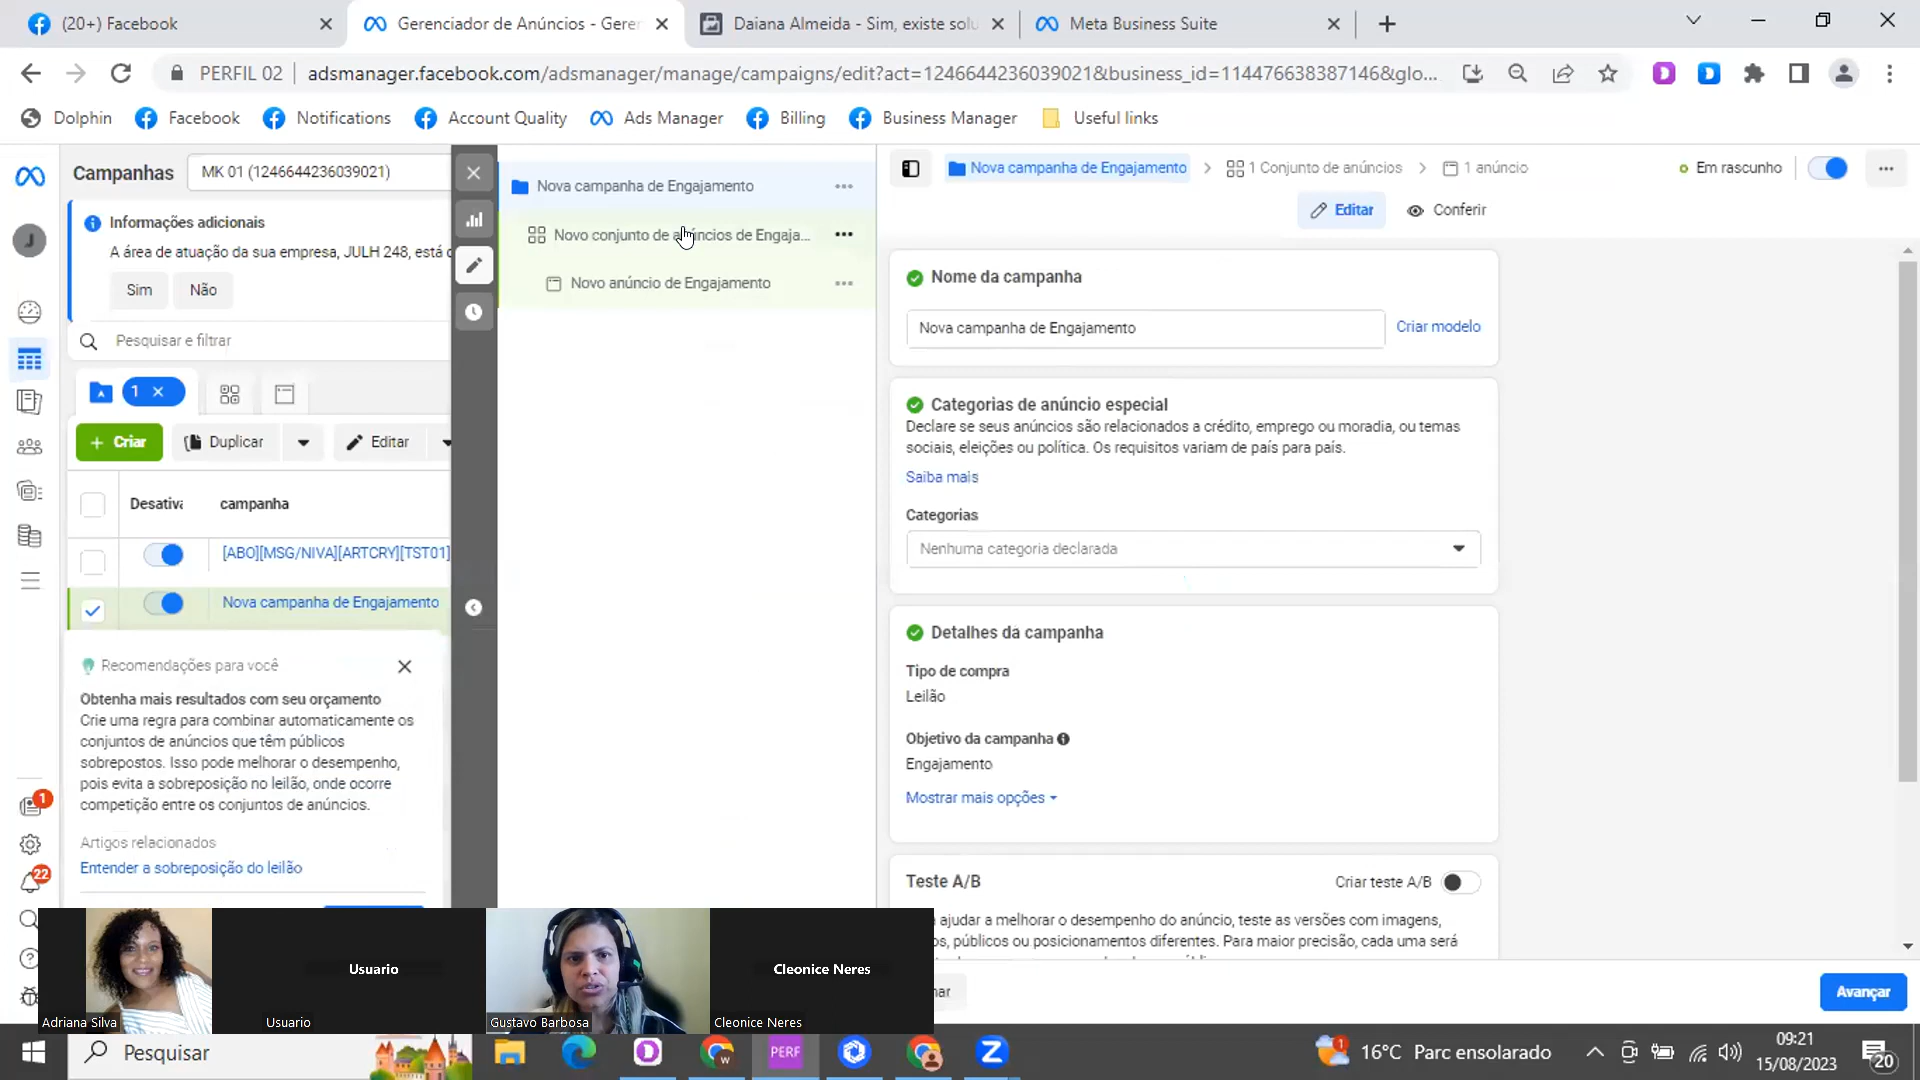 (20+) Facebook
Gerenciador de Anúncios - Geren
Daiana Almeida - Sim, existe solu
Meta Business Suite
PERFIL 02
adsmanager.facebook.com/adsmanager/manage/campaigns/edit?act=1246644236039021&business_id=114476638387146&glo...
Dolphin
Facebook
Notifications
Account Quality
Ads Manager
Billing
Business Manager
Useful links
Campanhas
MK 01 (1246644236039021)
Informações adicionais
A área de atuação da sua empresa, JULH 248, está c
Sim
Não
J
Pesquisar e filtrar
1
Criar
Duplicar
Editar
Desativa
campanha
[ABO][MSG/NIVA][ARTCRY][TST01]
Nova campanha de Engajamento
Recomendações para você
Obtenha mais resultados com seu orçamento
Crie uma regra para combinar automaticamente os
conjuntos de anúncios que têm públicos
sobrepostos. Isso pode melhorar o desempenho,
pois evita a sobreposição no leilão, onde ocorre
competição entre os conjuntos de anúncios.
Artigos relacionados
Entender a sobreposição do leilão
1
22
Nova campanha de Engajamento
Novo conjunto de anúncios de Engaja...
Novo anúncio de Engajamento
Nova campanha de Engajamento
1 Conjunto de anúncios
1 anúncio
Em rascunho
Editar
Conferir
Nome da campanha
Nova campanha de Engajamento
Criar modelo
Categorias de anúncio especial
Declare se seus anúncios são relacionados a crédito, emprego ou moradia, ou temas
sociais, eleições ou política. Os requisitos variam de país para país.
Saiba mais
Categorias
Nenhuma categoria declarada
Detalhes da campanha
Tipo de compra
Leilão
Objetivo da campanha
Engajamento
Mostrar mais opções
Teste A/B
Criar teste A/B
ajudar a melhorar o desempenho do anúncio, teste as versões com imagens,
os, públicos ou posicionamentos diferentes. Para maior precisão, cada uma será
Avançar
Adriana Silva
Usuario
Usuario
Gustavo Barbosa
Cleonice Neres
Cleonice Neres
Pesquisar
PERF
16°C Parc ensolarado
09:21
15/08/2023
20